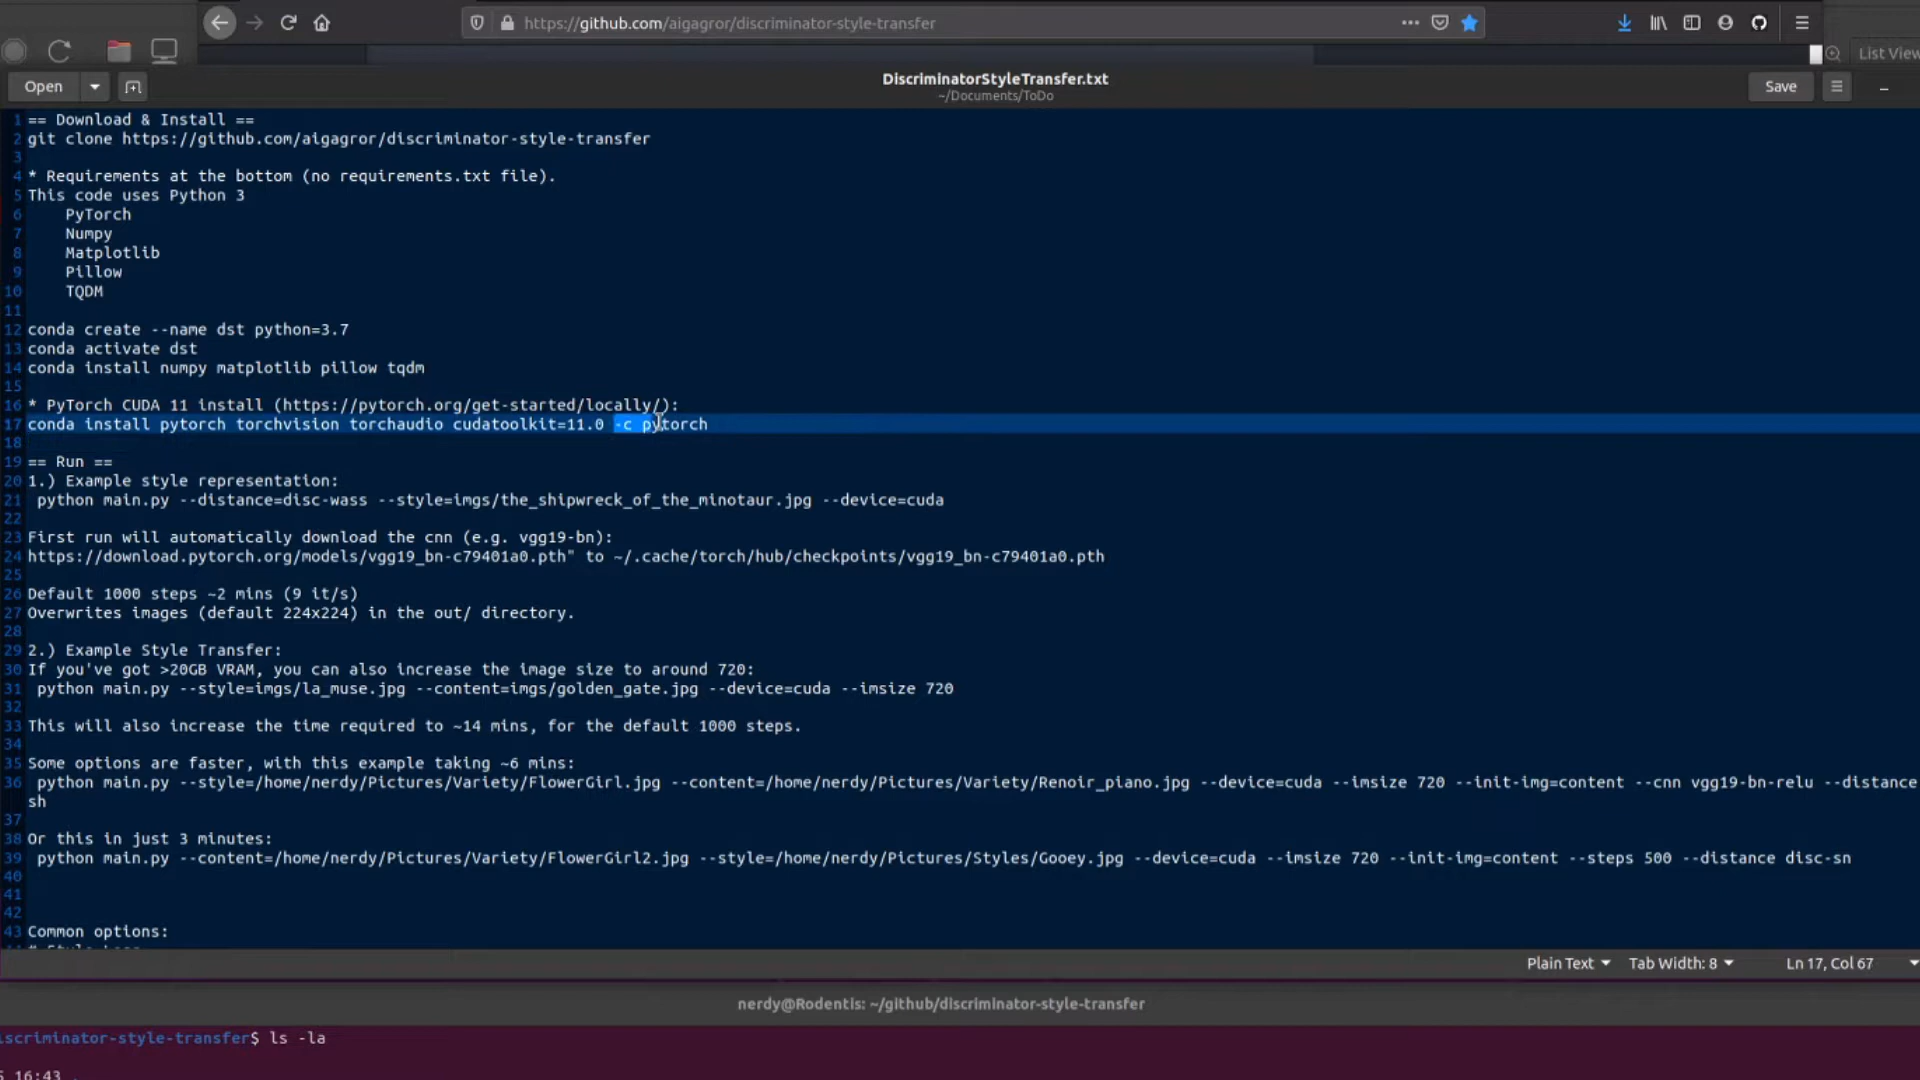 https://github.com/aigagror/discriminator-style-transfer
List View
Open
DiscriminatorStyleTransfer.txt
~/Documents/ToDo
Save
1 == Download & Install ==
2 git clone https://github.com/aigagror/discriminator-style-transfer
3
4 * Requirements at the bottom (no requirements.txt file).
5 This code uses Python 3
6 PyTorch
7 Numpy
8 Matplotlib
9 Pillow
10 TQDM
11
12 conda create --name dst python=3.7
13 conda activate dst
14 conda install numpy matplotlib pillow tqdm
15
16 * PyTorch CUDA 11 install (https://pytorch.org/get-started/locally/):
17 conda install pytorch torchvision torchaudio cudatoolkit=11.0 -c pytorch
18
19 == Run ==
20 1.) Example style representation:
21 python main.py --distance=disc-wass --style=imgs/the_shipwreck_of_the_minotaur.jpg --device=cuda
22
23 First run will automatically download the cnn (e.g. vgg19-bn):
24 https://download.pytorch.org/models/vgg19_bn-c79401a0.pth" to ~/.cache/torch/hub/checkpoints/vgg19_bn-c79401a0.pth
25
26 Default 1000 steps ~2 mins (9 it/s)
27 Overwrites images (default 224x224) in the out/ directory.
28
29 2.) Example Style Transfer:
30 If you've got >20GB VRAM, you can also increase the image size to around 720:
31 python main.py --style=imgs/la_muse.jpg --content=imgs/golden_gate.jpg --device=cuda --imsize 720
32
33 This will also increase the time required to ~14 mins, for the default 1000 steps.
34
35 Some options are faster, with this example taking ~6 mins:
36 python main.py --style=/home/nerdy/Pictures/Variety/FlowerGirl.jpg --content=/home/nerdy/Pictures/Variety/Renoir_piano.jpg --device=cuda --imsize 720 --init-img=content --cnn vgg19-bn-relu --distance
sh
37
38 Or this in just 3 minutes:
39 python main.py --content=/home/nerdy/Pictures/Variety/FlowerGirl2.jpg --style=/home/nerdy/Pictures/Styles/Gooey.jpg --device=cuda --imsize 720 --init-img=content --steps 500 --distance disc-sn
40
41
42
43 Common options:
Plain Text
Tab Width: 8
Ln 17, Col 67
nerdy@Rodentis: ~/github/discriminator-style-transfer
iscriminator-style-transfer$ ls -la
16:43 .